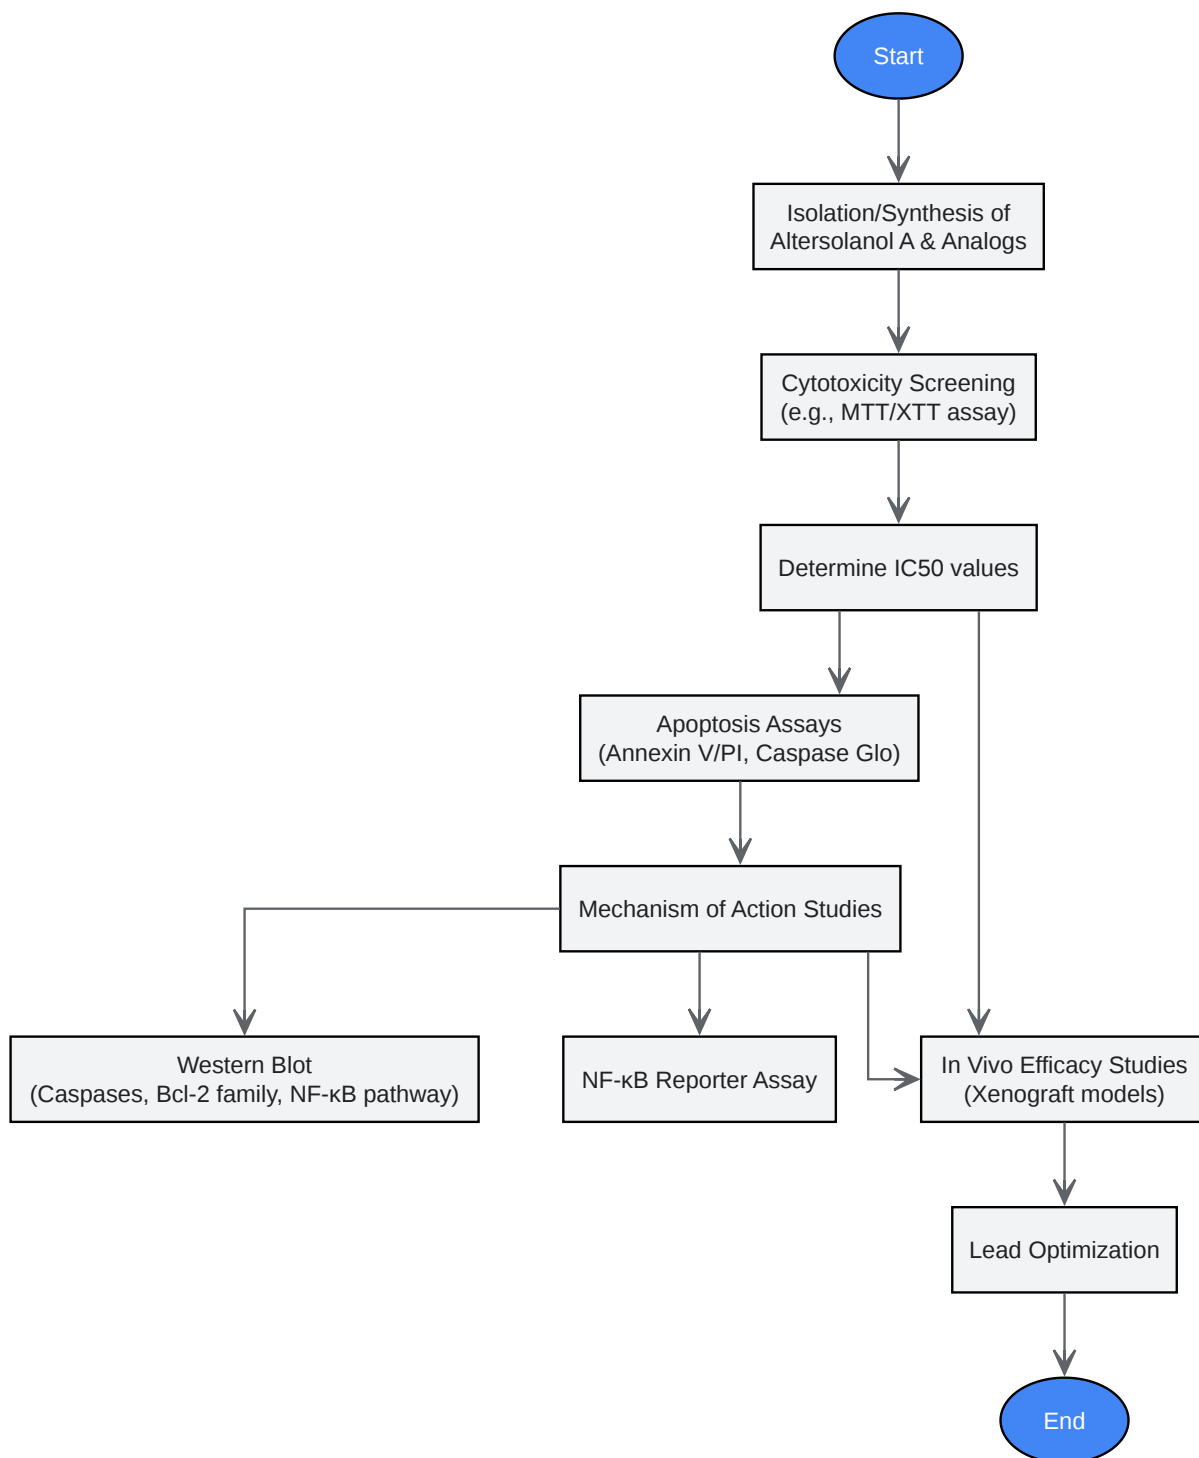 Start
Isolation/Synthesis of
Altersolanol A & Analogs
Cytotoxicity Screening
(e.g., MTT/XTT assay)
Determine IC50 values
Apoptosis Assays
(Annexin V/PI, Caspase Glo)
Mechanism of Action Studies
Western Blot
(Caspases, Bcl-2 family, NF-κB pathway)
NF-κB Reporter Assay
In Vivo Efficacy Studies
(Xenograft models)
Lead Optimization
End